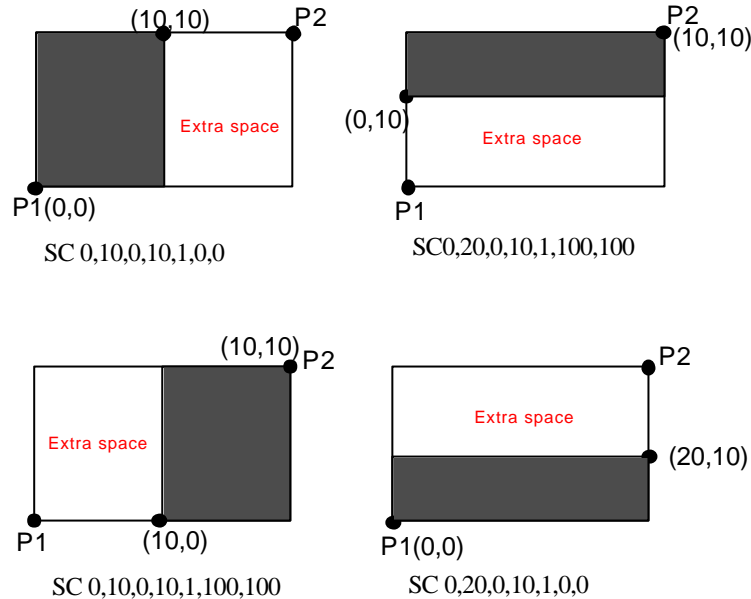 (10,10) P2
Extra space
P1(0,0)
SC 0,10,0,10,1,0,0
P2
(10,10)
(0,10)
Extra space
P1
SC0,20,0,10,1,100,100
(10,10) P2
Extra space
P1 (10,0)
SC 0,10,0,10,1,100,100
P2
Extra space
(20,10)
P1(0,0)
SC 0,20,0,10,1,0,0